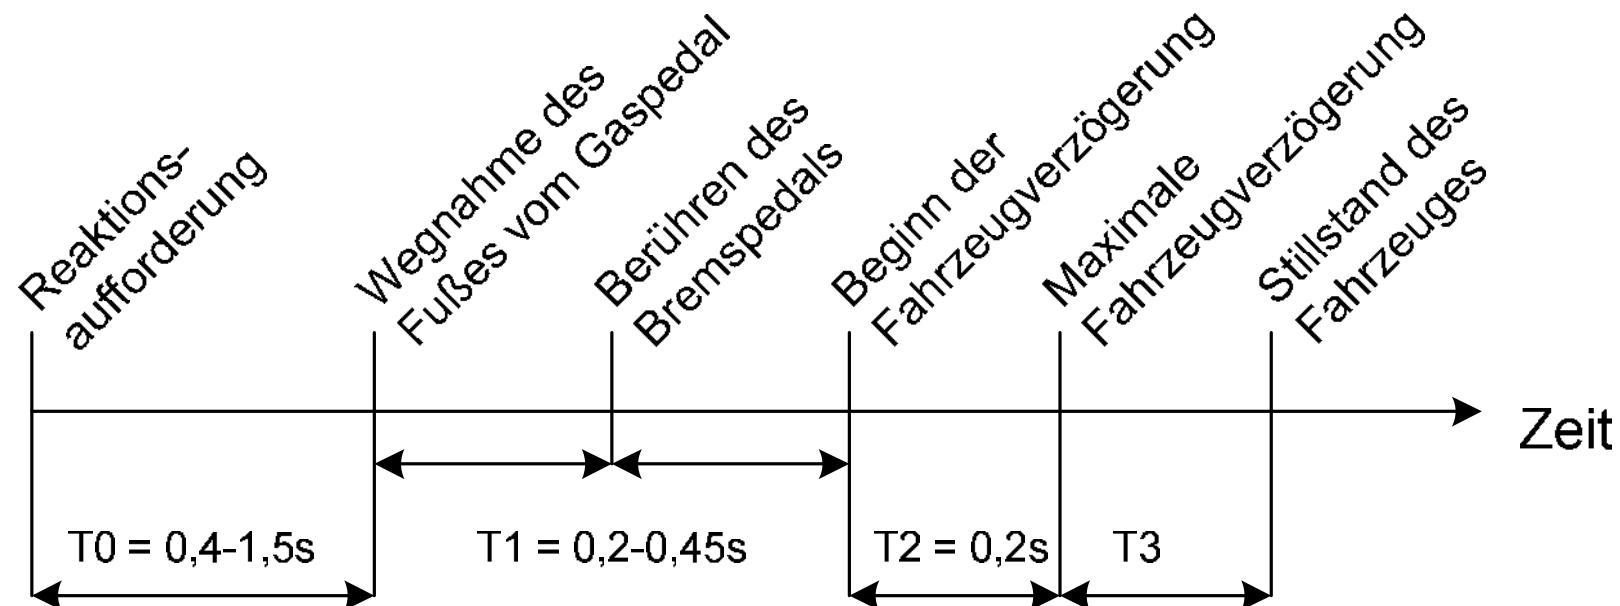 Reaktions-
aufforderung
Wegnahme des
Fußes vom Gaspedal
Berühren des
Bremspedals
Beginn der
Fahrzeugverzögerung
Maximale
Fahrzeugverzögerung
Stillstand des
Fahrzeuges
Zeit
T0 = 0,4-1,5s
T1 = 0,2-0,45s
T2 = 0,2s
T3